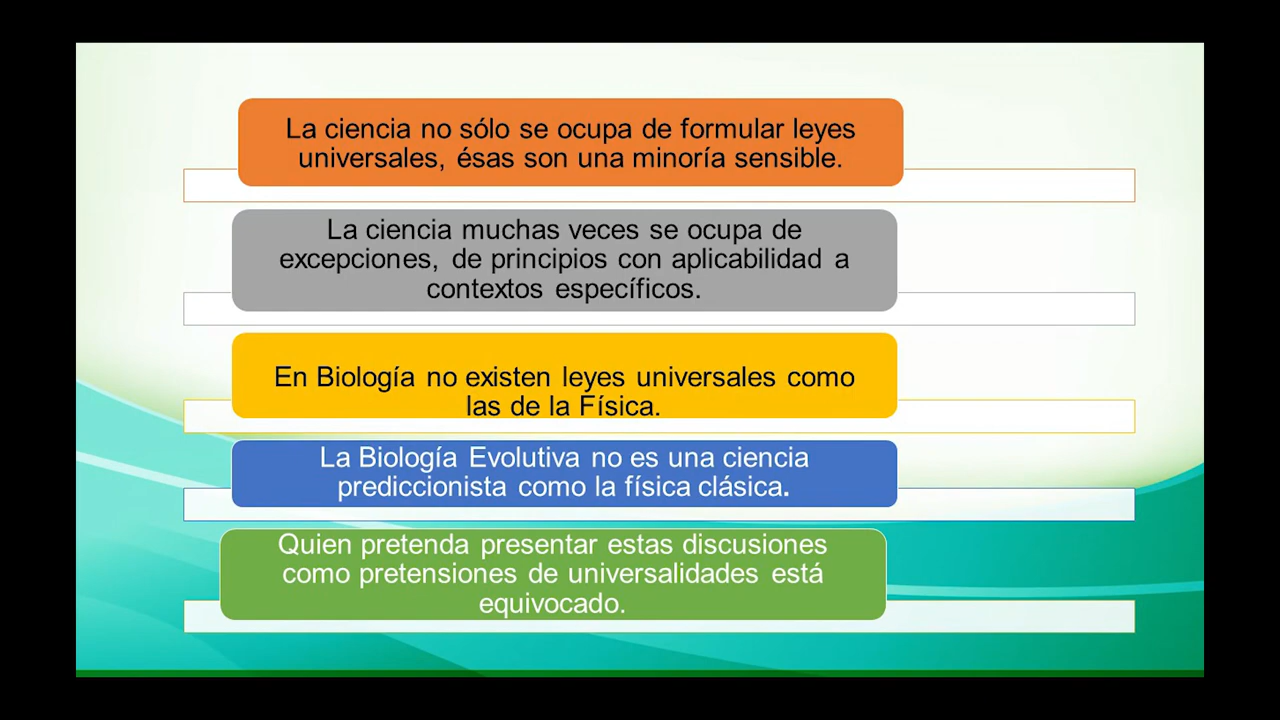 La ciencia no sólo se ocupa de formular leyes
universales, ésas son una minoría sensible.
La ciencia muchas veces se ocupa de
excepciones, de principios con aplicabilidad a
contextos específicos.
En Biología no existen leyes universales como
las de la Física.
La Biología Evolutiva no es una ciencia
prediccionista como la física clásica.
Quien pretenda presentar estas discusiones
como pretensiones de universalidades está
equivocado.